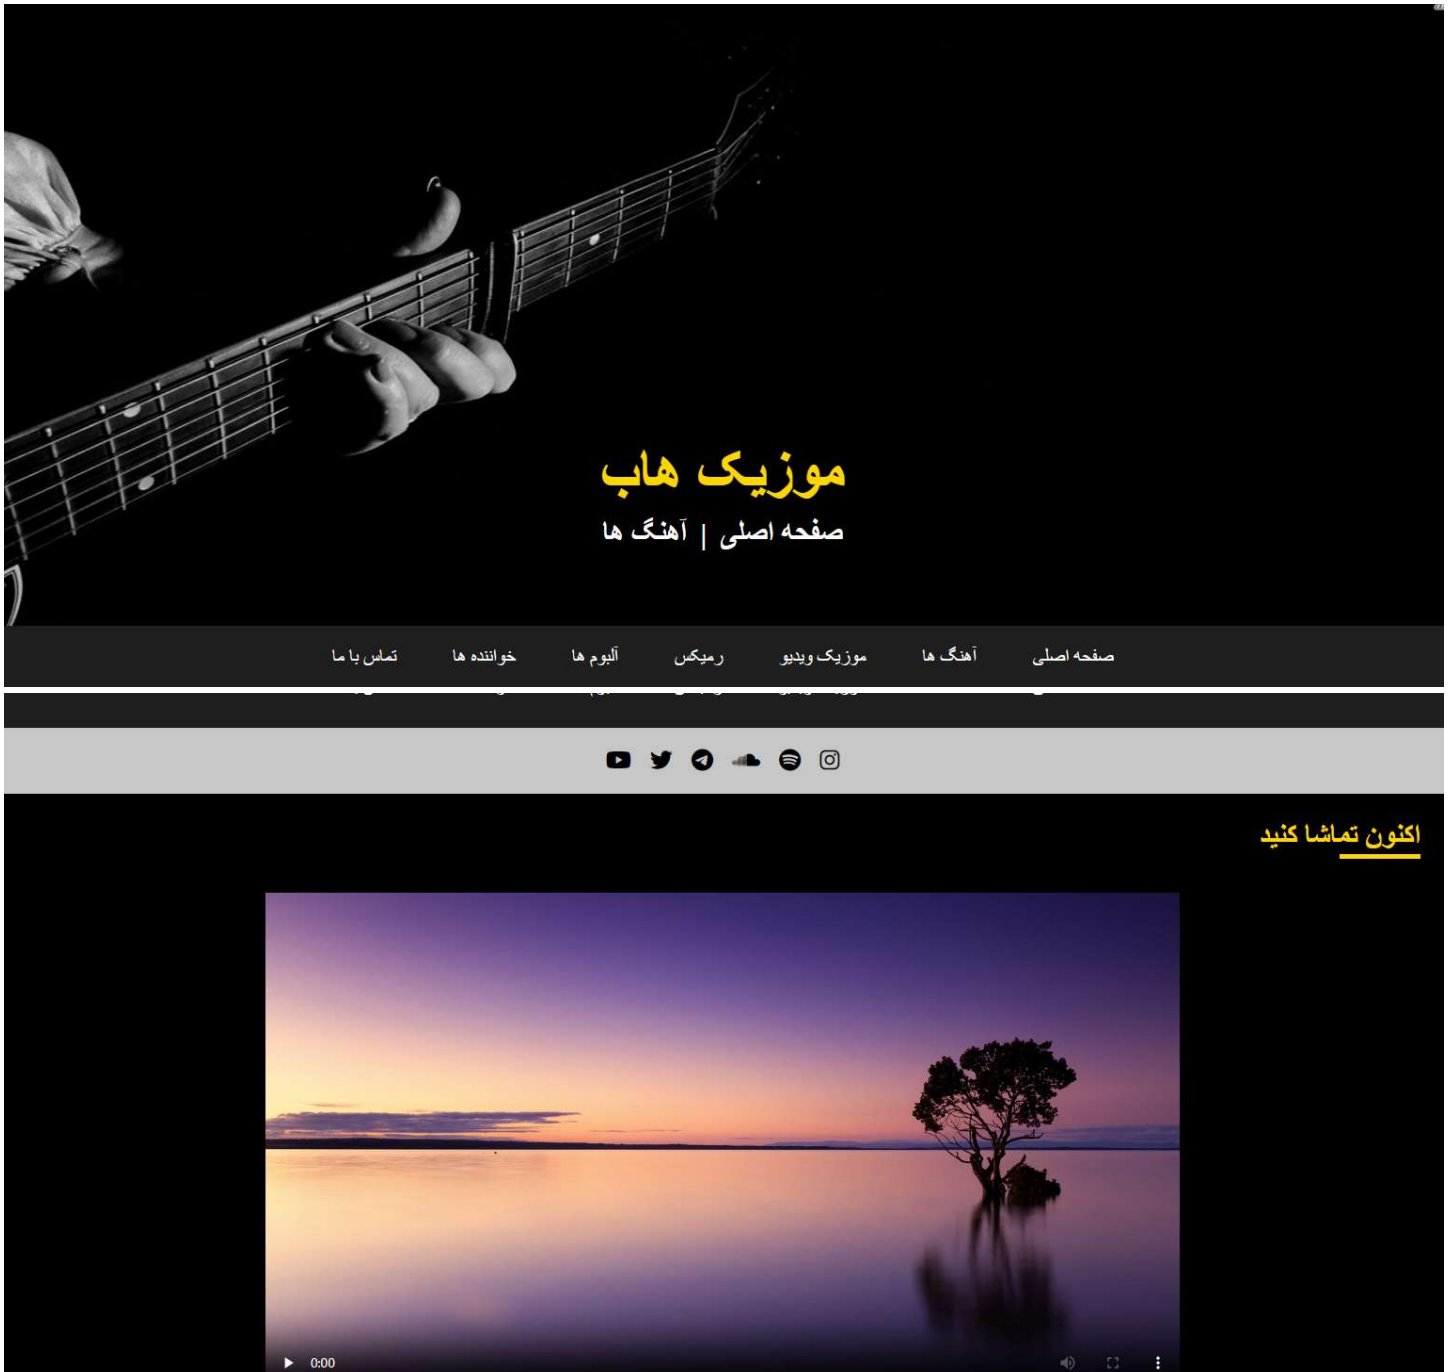 موزیک هاب
صفحه اصلی | آهنگ ها
صفحه اصلی آهنگ ها موزیک ویدیو رمیکس آلبوم ها خواننده ها تماس با ما
اکنون تماشا کنید
0:00